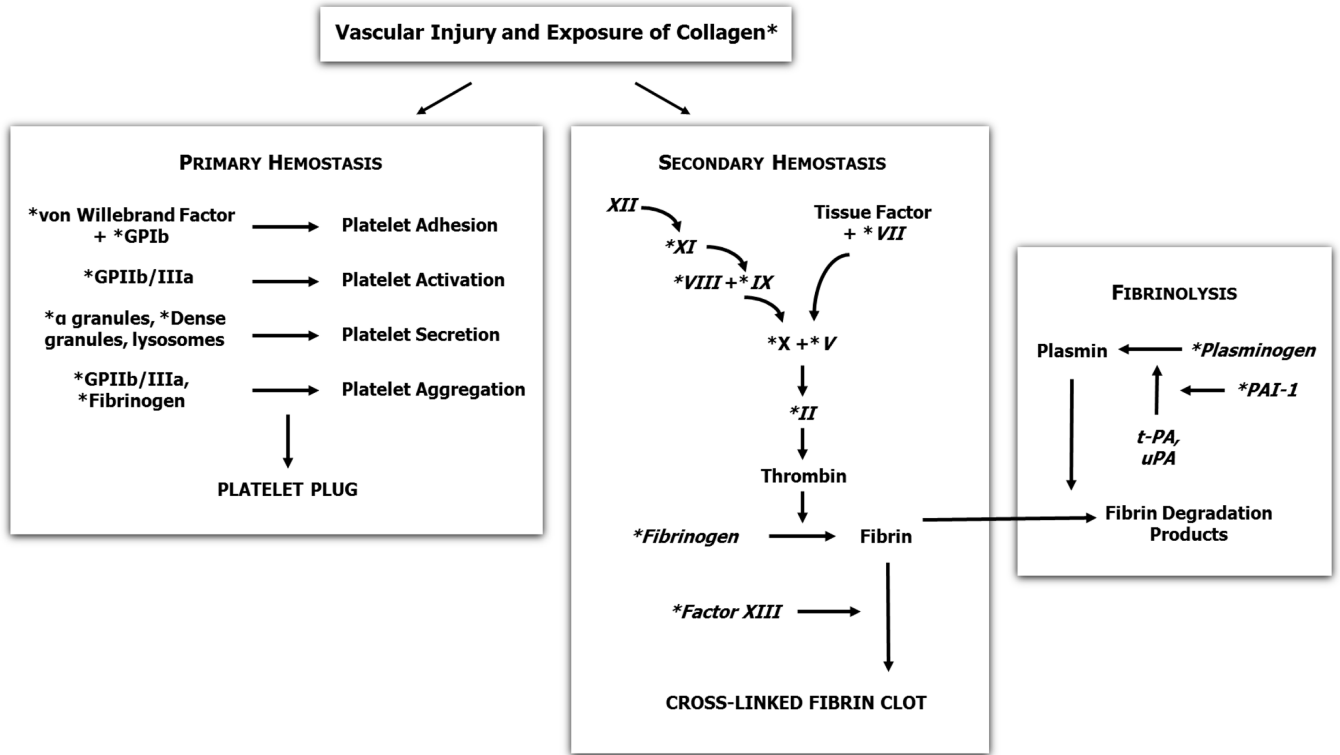 Vascular Injury and Exposure of Collagen*
PRIMARY HEMOSTASIS
*von Willebrand Factor
+ *GPIb
Platelet Adhesion
*GPIIb/IIIa
Platelet Activation
*α granules, *Dense
granules, lysosomes
Platelet Secretion
*GPIIb/IIIa,
*Fibrinogen
Platelet Aggregation
PLATELET PLUG
SECONDARY HEMOSTASIS
XII
*XI
*VIII +* IX
Tissue Factor
+ *VII
*X +* V
*II
Thrombin
*Fibrinogen
Fibrin
*Factor XIII
CROSS-LINKED FIBRIN CLOT
FIBRINOLYSIS
Plasmin
*Plasminogen
*PAI-1
t-PA,
uPA
Fibrin Degradation
Products